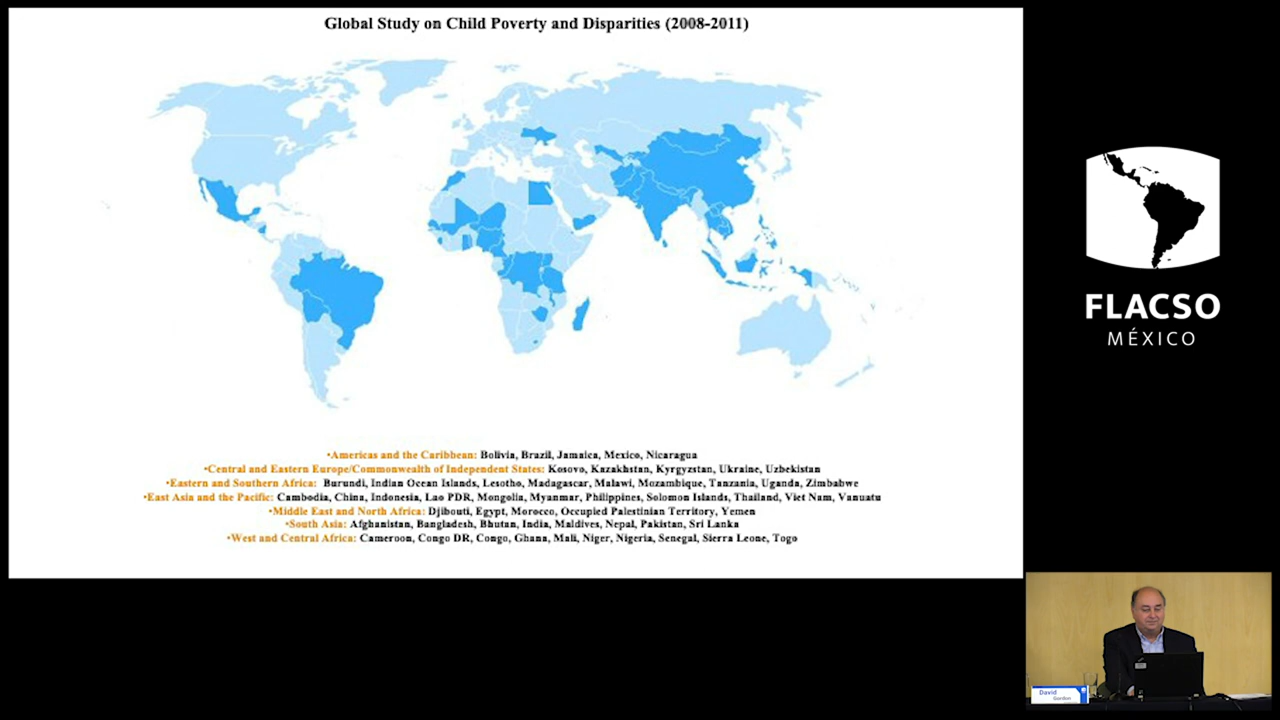 Global Study on Child Poverty and Disparities (2008-2011)
•Americas and the Caribbean: Bolivia, Brazil, Jamaica, Mexico, Nicaragua
•Central and Eastern Europe/Commonwealth of Independent States: Kosovo, Kazakhstan, Kyrgyzstan, Ukraine, Uzbekistan
•Eastern and Southern Africa: Burundi, Indian Ocean Islands, Lesotho, Madagascar, Malawi, Mozambique, Tanzania, Uganda, Zimbabwe
•East Asia and the Pacific: Cambodia, China, Indonesia, Lao PDR, Mongolia, Myanmar, Philippines, Solomon Islands, Thailand, Viet Nam, Vanuatu
•Middle East and North Africa: Djibouti, Egypt, Morocco, Occupied Palestinian Territory, Yemen
•South Asia: Afghanistan, Bangladesh, Bhutan, India, Maldives, Nepal, Pakistan, Sri Lanka
•West and Central Africa: Cameroon, Congo DR, Congo, Ghana, Mali, Niger, Nigeria, Senegal, Sierra Leone, Togo
FLACSO
MÉXICO
David
Gordon